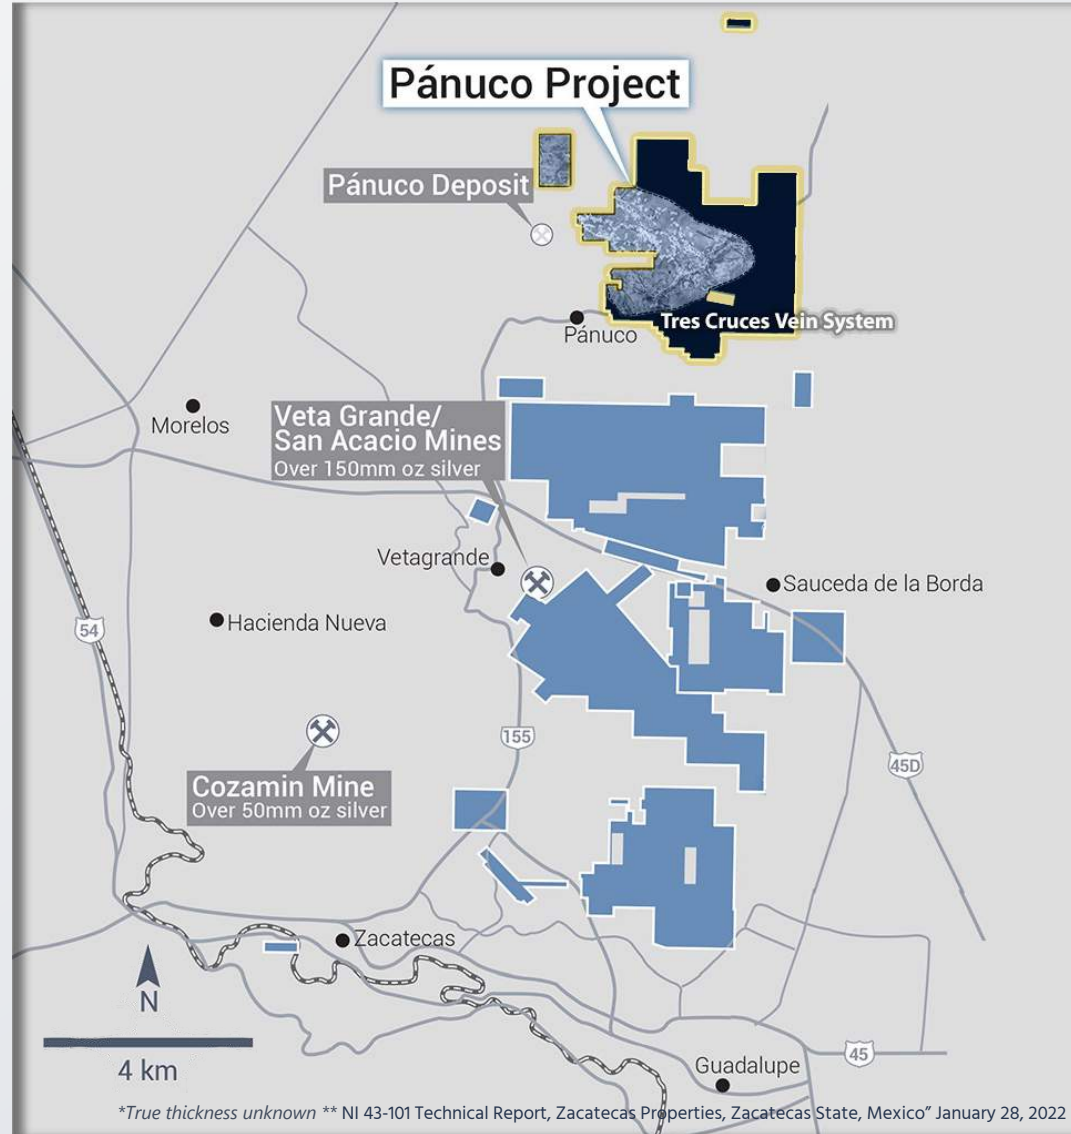 Pánuco Project
Pánuco Deposit
Tres Cruces Vein System
Pánuco
Morelos
Veta Grande/
San Acacio Mines
Over 150mm oz silver
Vetagrande
Sauceda de la Borda
Hacienda Nueva
54
155
45D
Cozamin Mine
Over 50mm oz silver
Zacatecas
N
4 km
45
Guadalupe
*True thickness unknown ** NI 43-101 Technical Report, Zacatecas Properties, Zacatecas State, Mexico” January 28, 2022